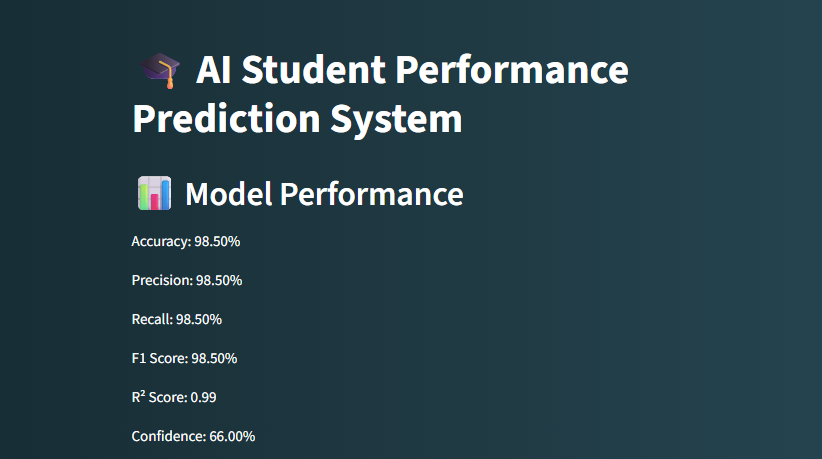 🎓 AI Student Performance
Prediction System
📊 Model Performance
Accuracy: 98.50%
Precision: 98.50%
Recall: 98.50%
F1 Score: 98.50%
R² Score: 0.99
Confidence: 66.00%